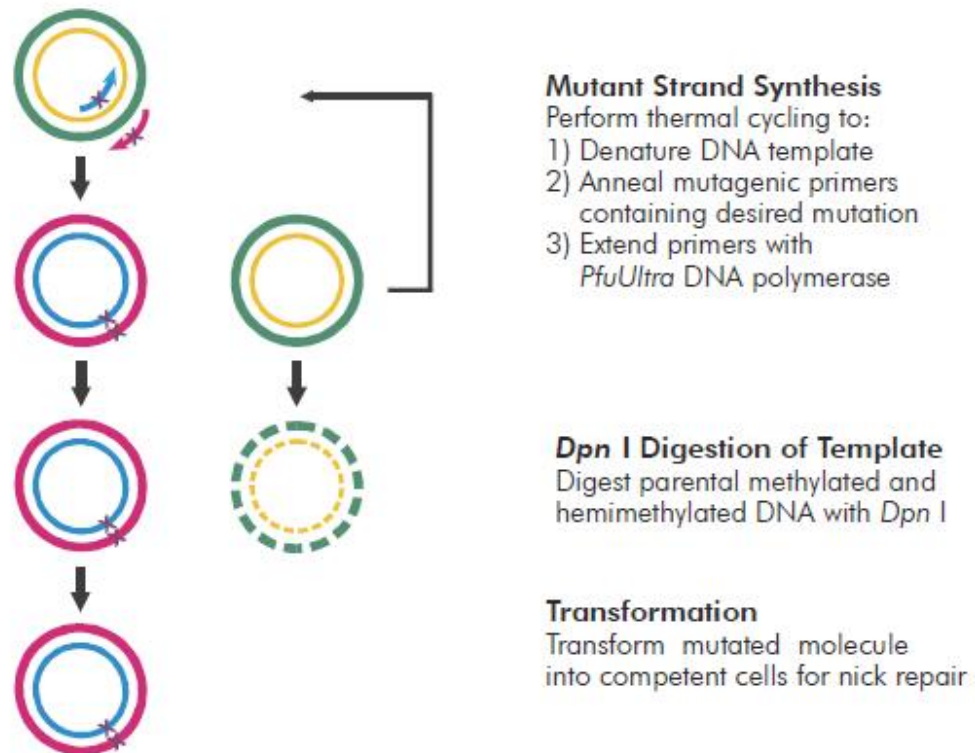 Mutant Strand Synthesis
Perform thermal cycling to:
1) Denature DNA template
2) Anneal mutagenic primers
containing desired mutation
3) Extend primers with
PfuUltra DNA polymerase
Dpn I Digestion of Template
Digest parental methylated and
hemimethylated DNA with Dpn I
Transformation
Transform mutated molecule
into competent cells for nick repair